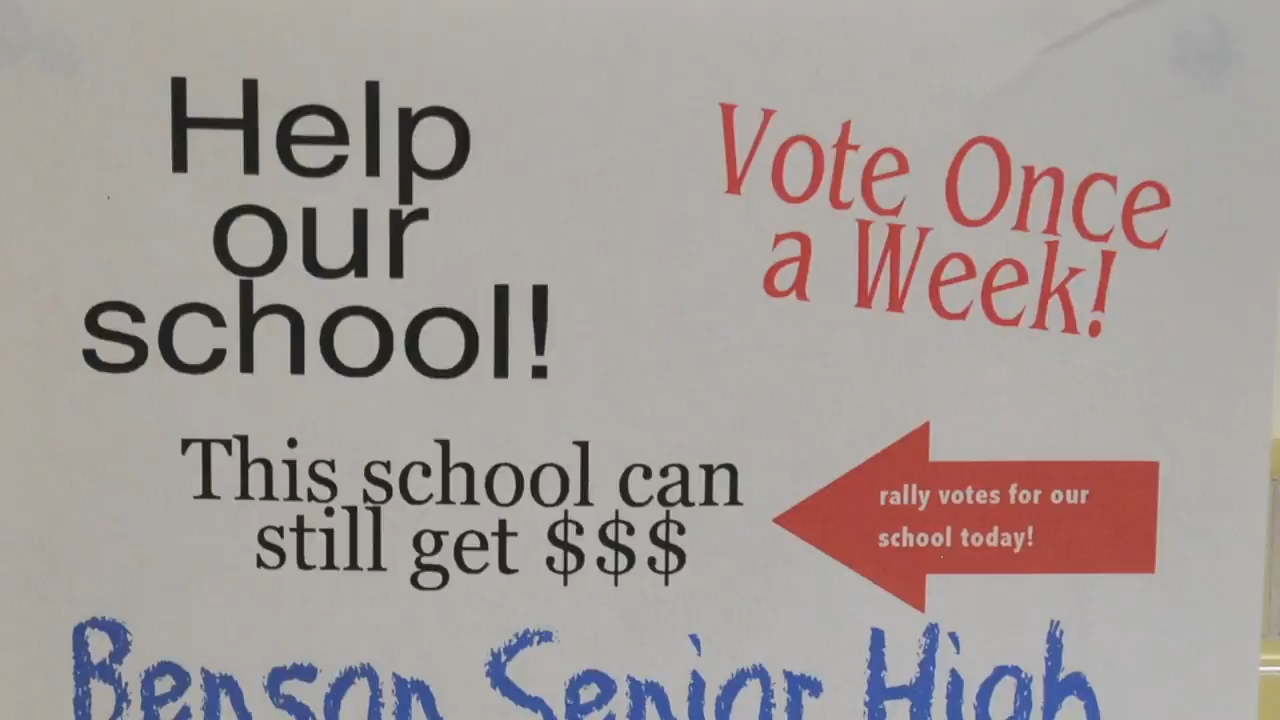 Help
our
school!
Vote Once
a Week!
This school can
still get $$$
rally votes for our
school today!
Benson Senior High